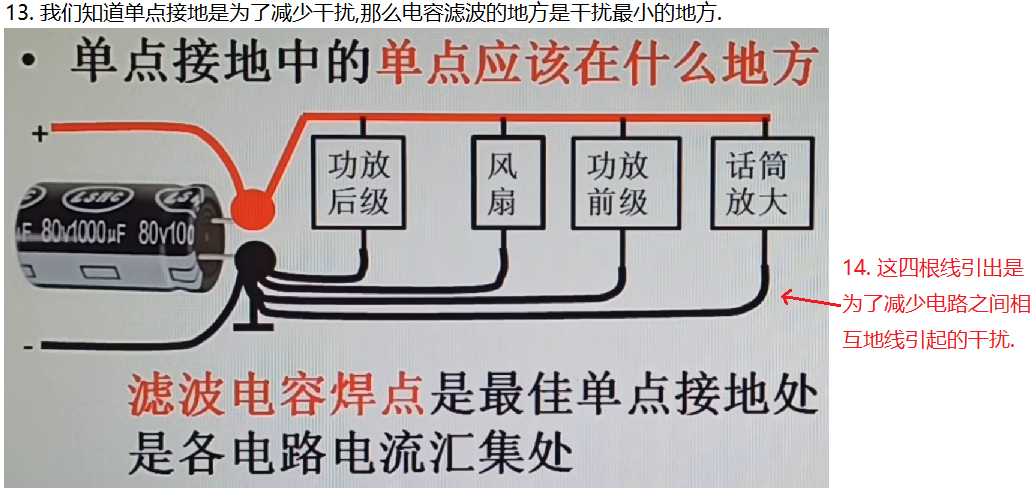 13. 我们知道单点接地是为了减少干扰,那么电容滤波的地方是干扰最小的地方.
• 单点接地中的单点应该在什么地方
+
功放
后级
风
扇
功放
前级
话筒
放大
80v1000μF 80v100
-
14. 这四根线引出是
为了减少电路之间相
互地线引起的干扰.
滤波电容焊点是最佳单点接地处
是各电路电流汇集处